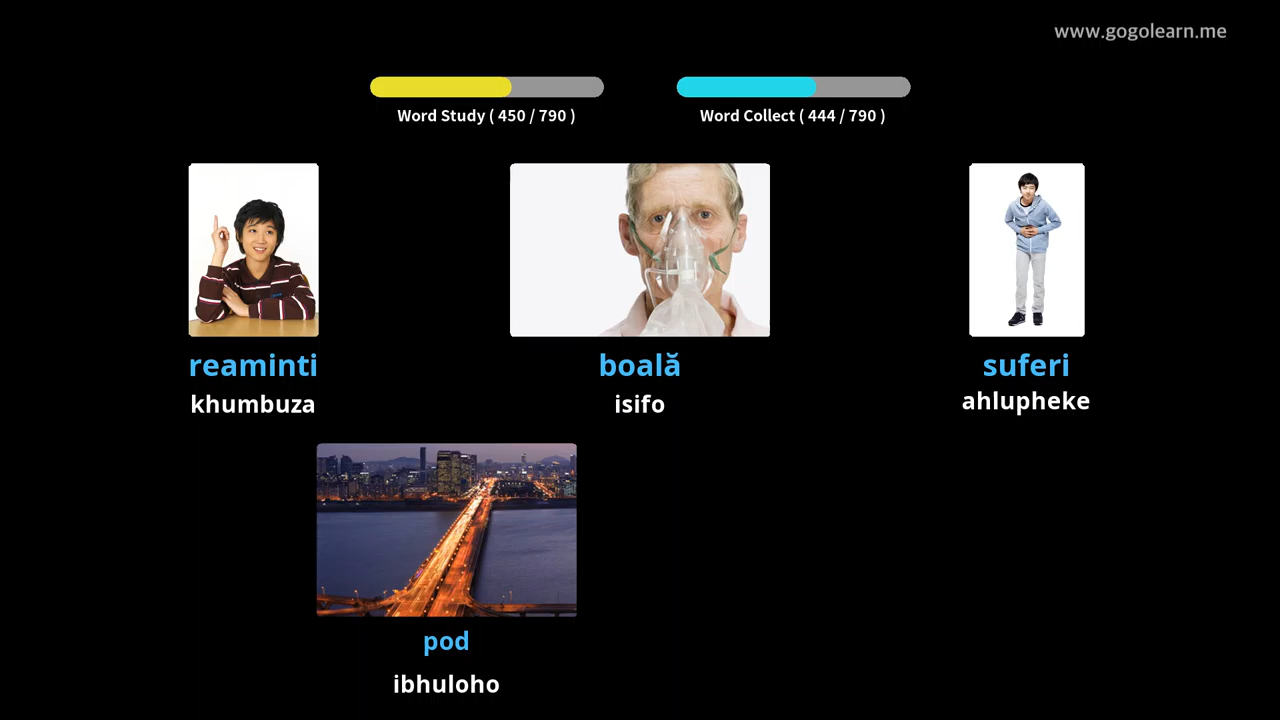 www.gogolearn.me
Word Study ( 450 / 790 )
Word Collect ( 444 / 790 )
reaminti
khumbuza
boală
isifo
suferi
ahlupheke
pod
ibhuloho